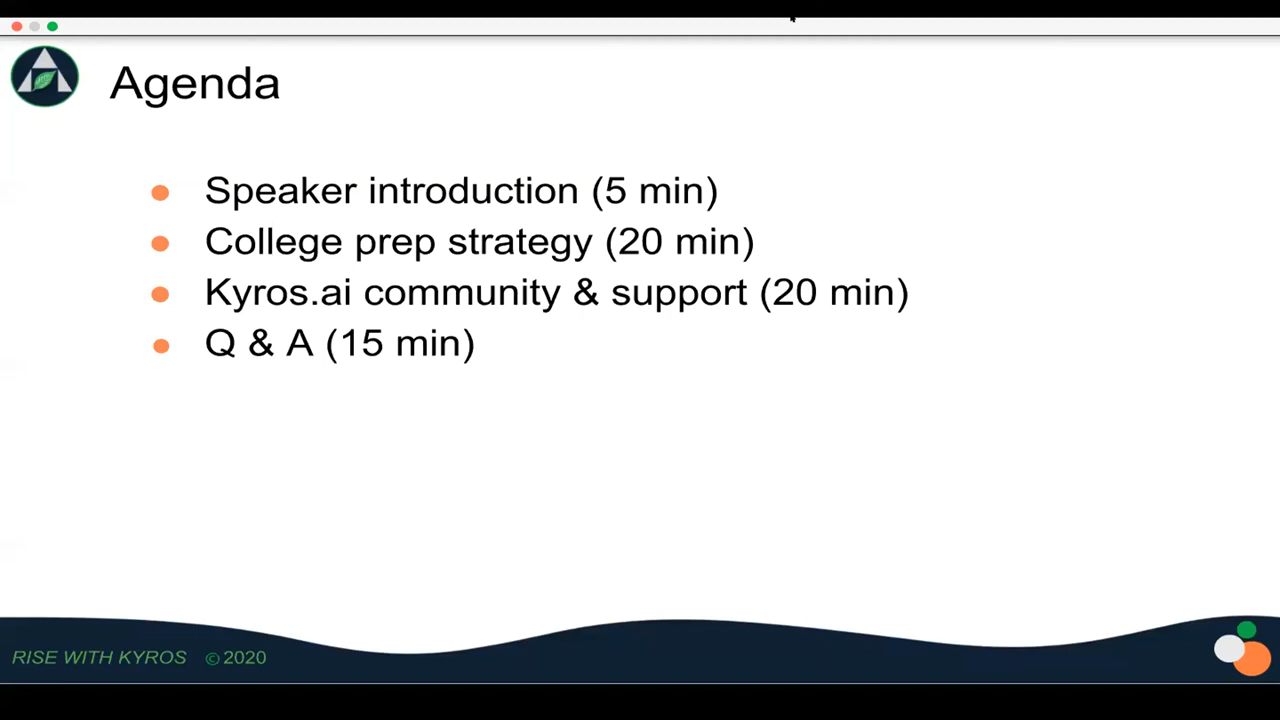 Agenda
Speaker introduction (5 min)
College prep strategy (20 min)
Kyros.ai community & support (20 min)
Q & A (15 min)
RISE WITH KYROS © 2020